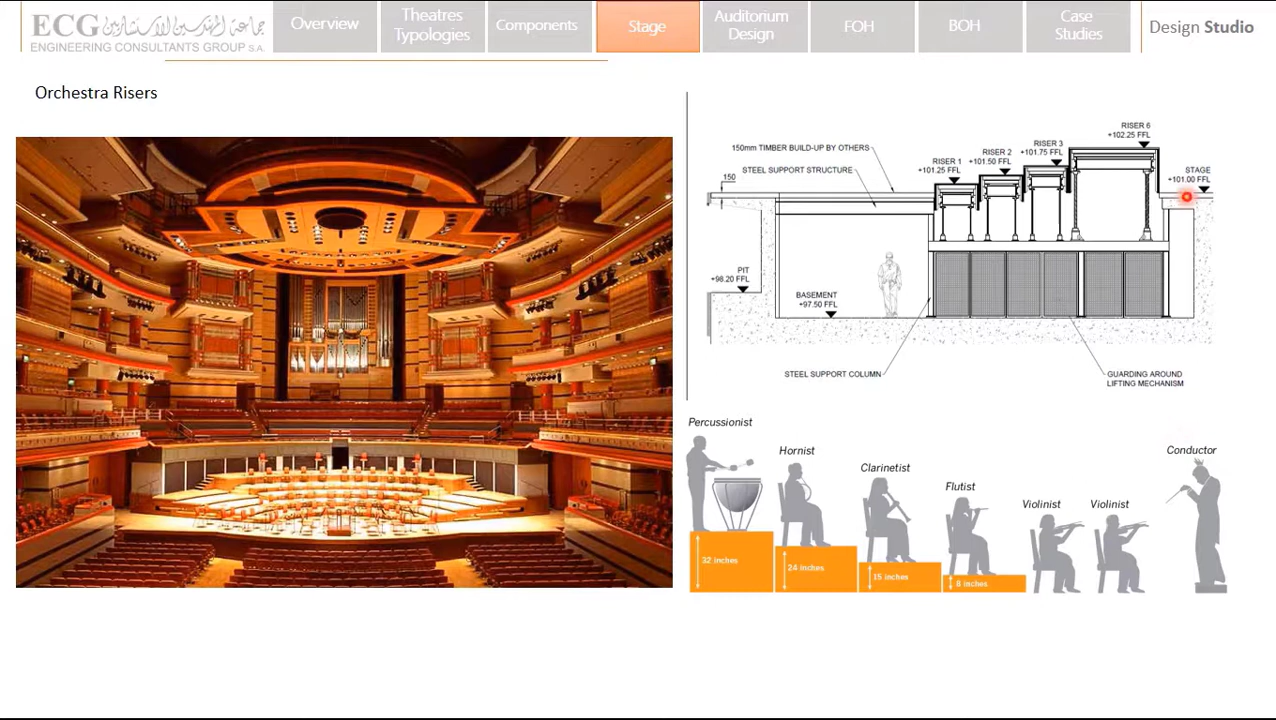 ECG جماعة المهندسين الاستشاريين
ENGINEERING CONSULTANTS GROUP S.A.
Overview
Theatres
Typologies
Components
Stage
Auditorium
Design
FOH
BOH
Case
Studies
Design Studio
Orchestra Risers
RISER 6
+102.25 FFL
RISER 3
+101.75 FFL
RISER 2
+101.50 FFL
RISER 1
+101.25 FFL
150mm TIMBER BUILD-UP BY OTHERS
STEEL SUPPORT STRUCTURE
150
STAGE
+101.00 FFL
PIT
+98.20 FFL
BASEMENT
+97.50 FFL
STEEL SUPPORT COLUMN
GUARDING AROUND
LIFTING MECHANISM
Percussionist
Hornist
Clarinetist
Flutist
Violinist
Violinist
Conductor
32 inches
24 inches
15 inches
8 inches